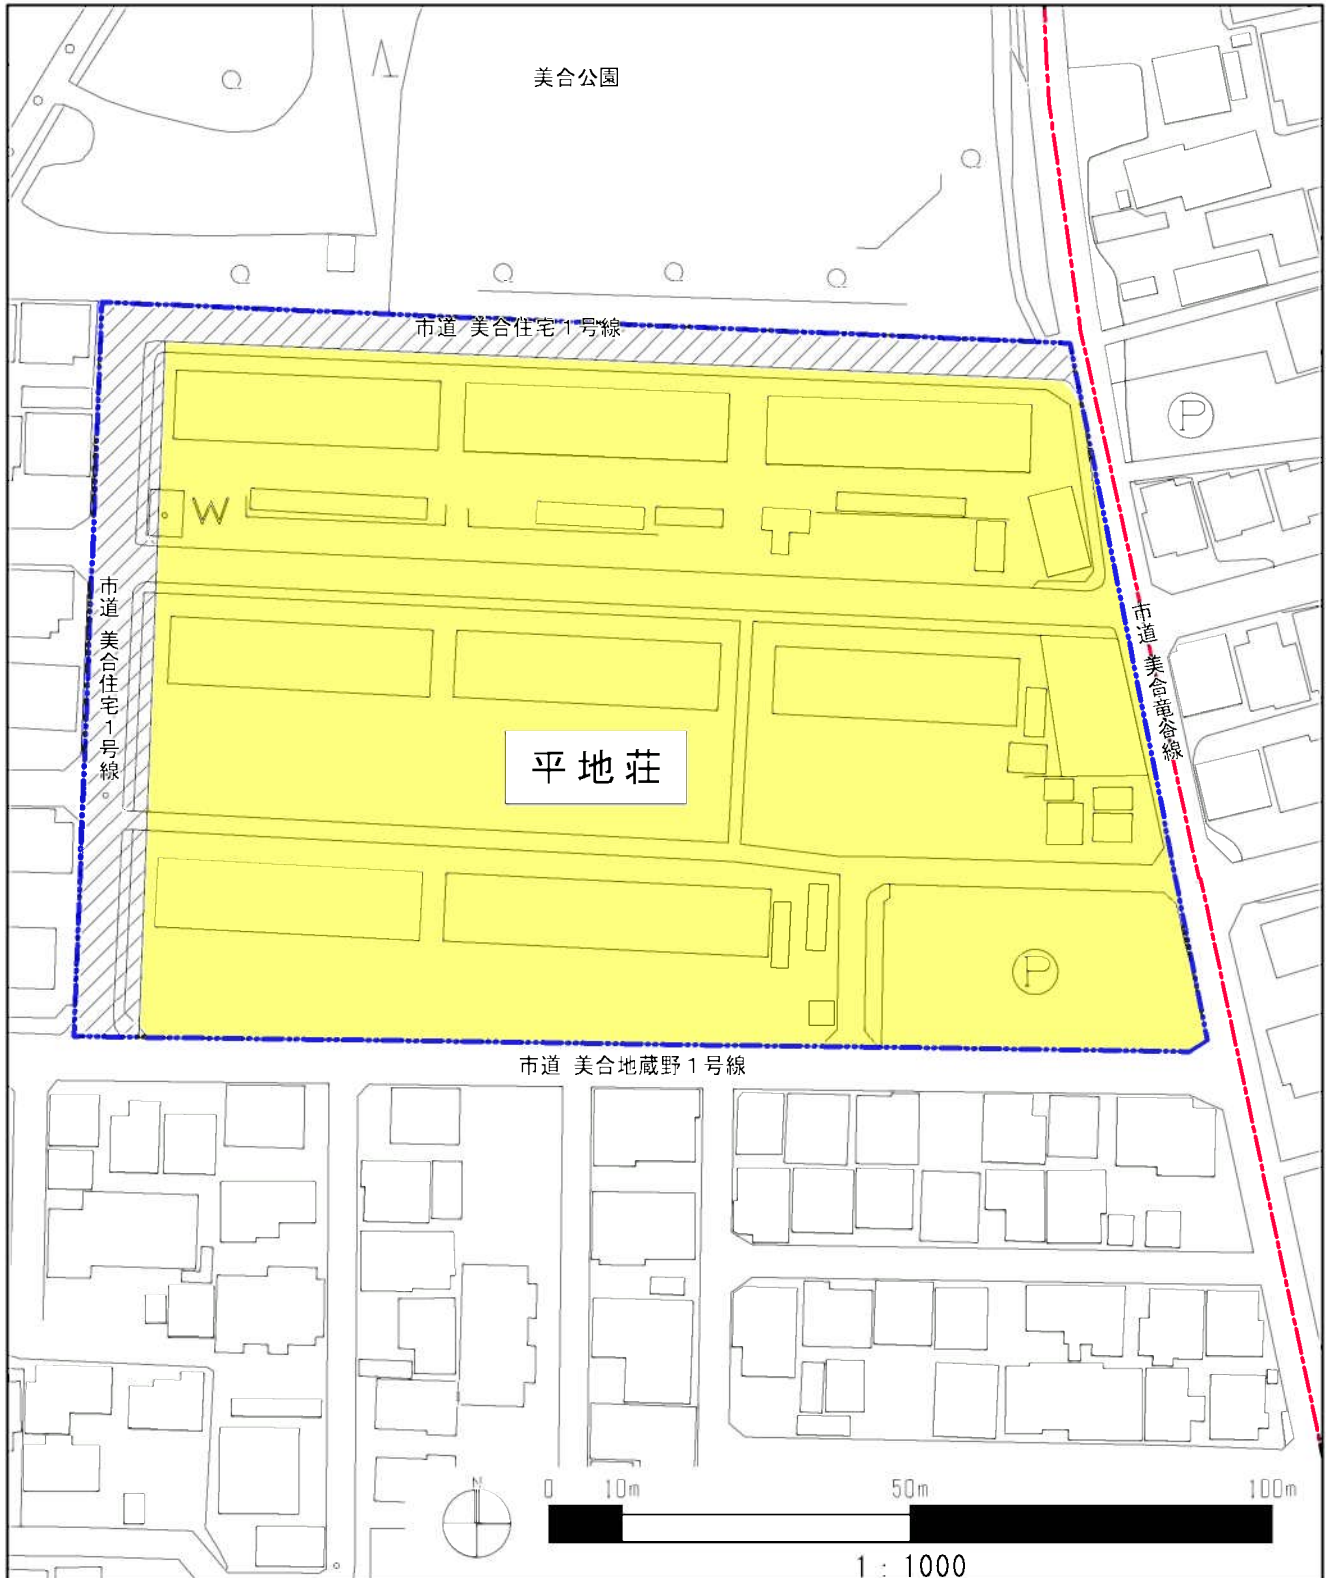 美合公園
市道 美合住宅1号線
W
P
市道 美合住宅1号線
市道 美合竜谷線
平地荘
P
市道 美合地蔵野1号線
N
0 10m 50m 100m
1 : 1000